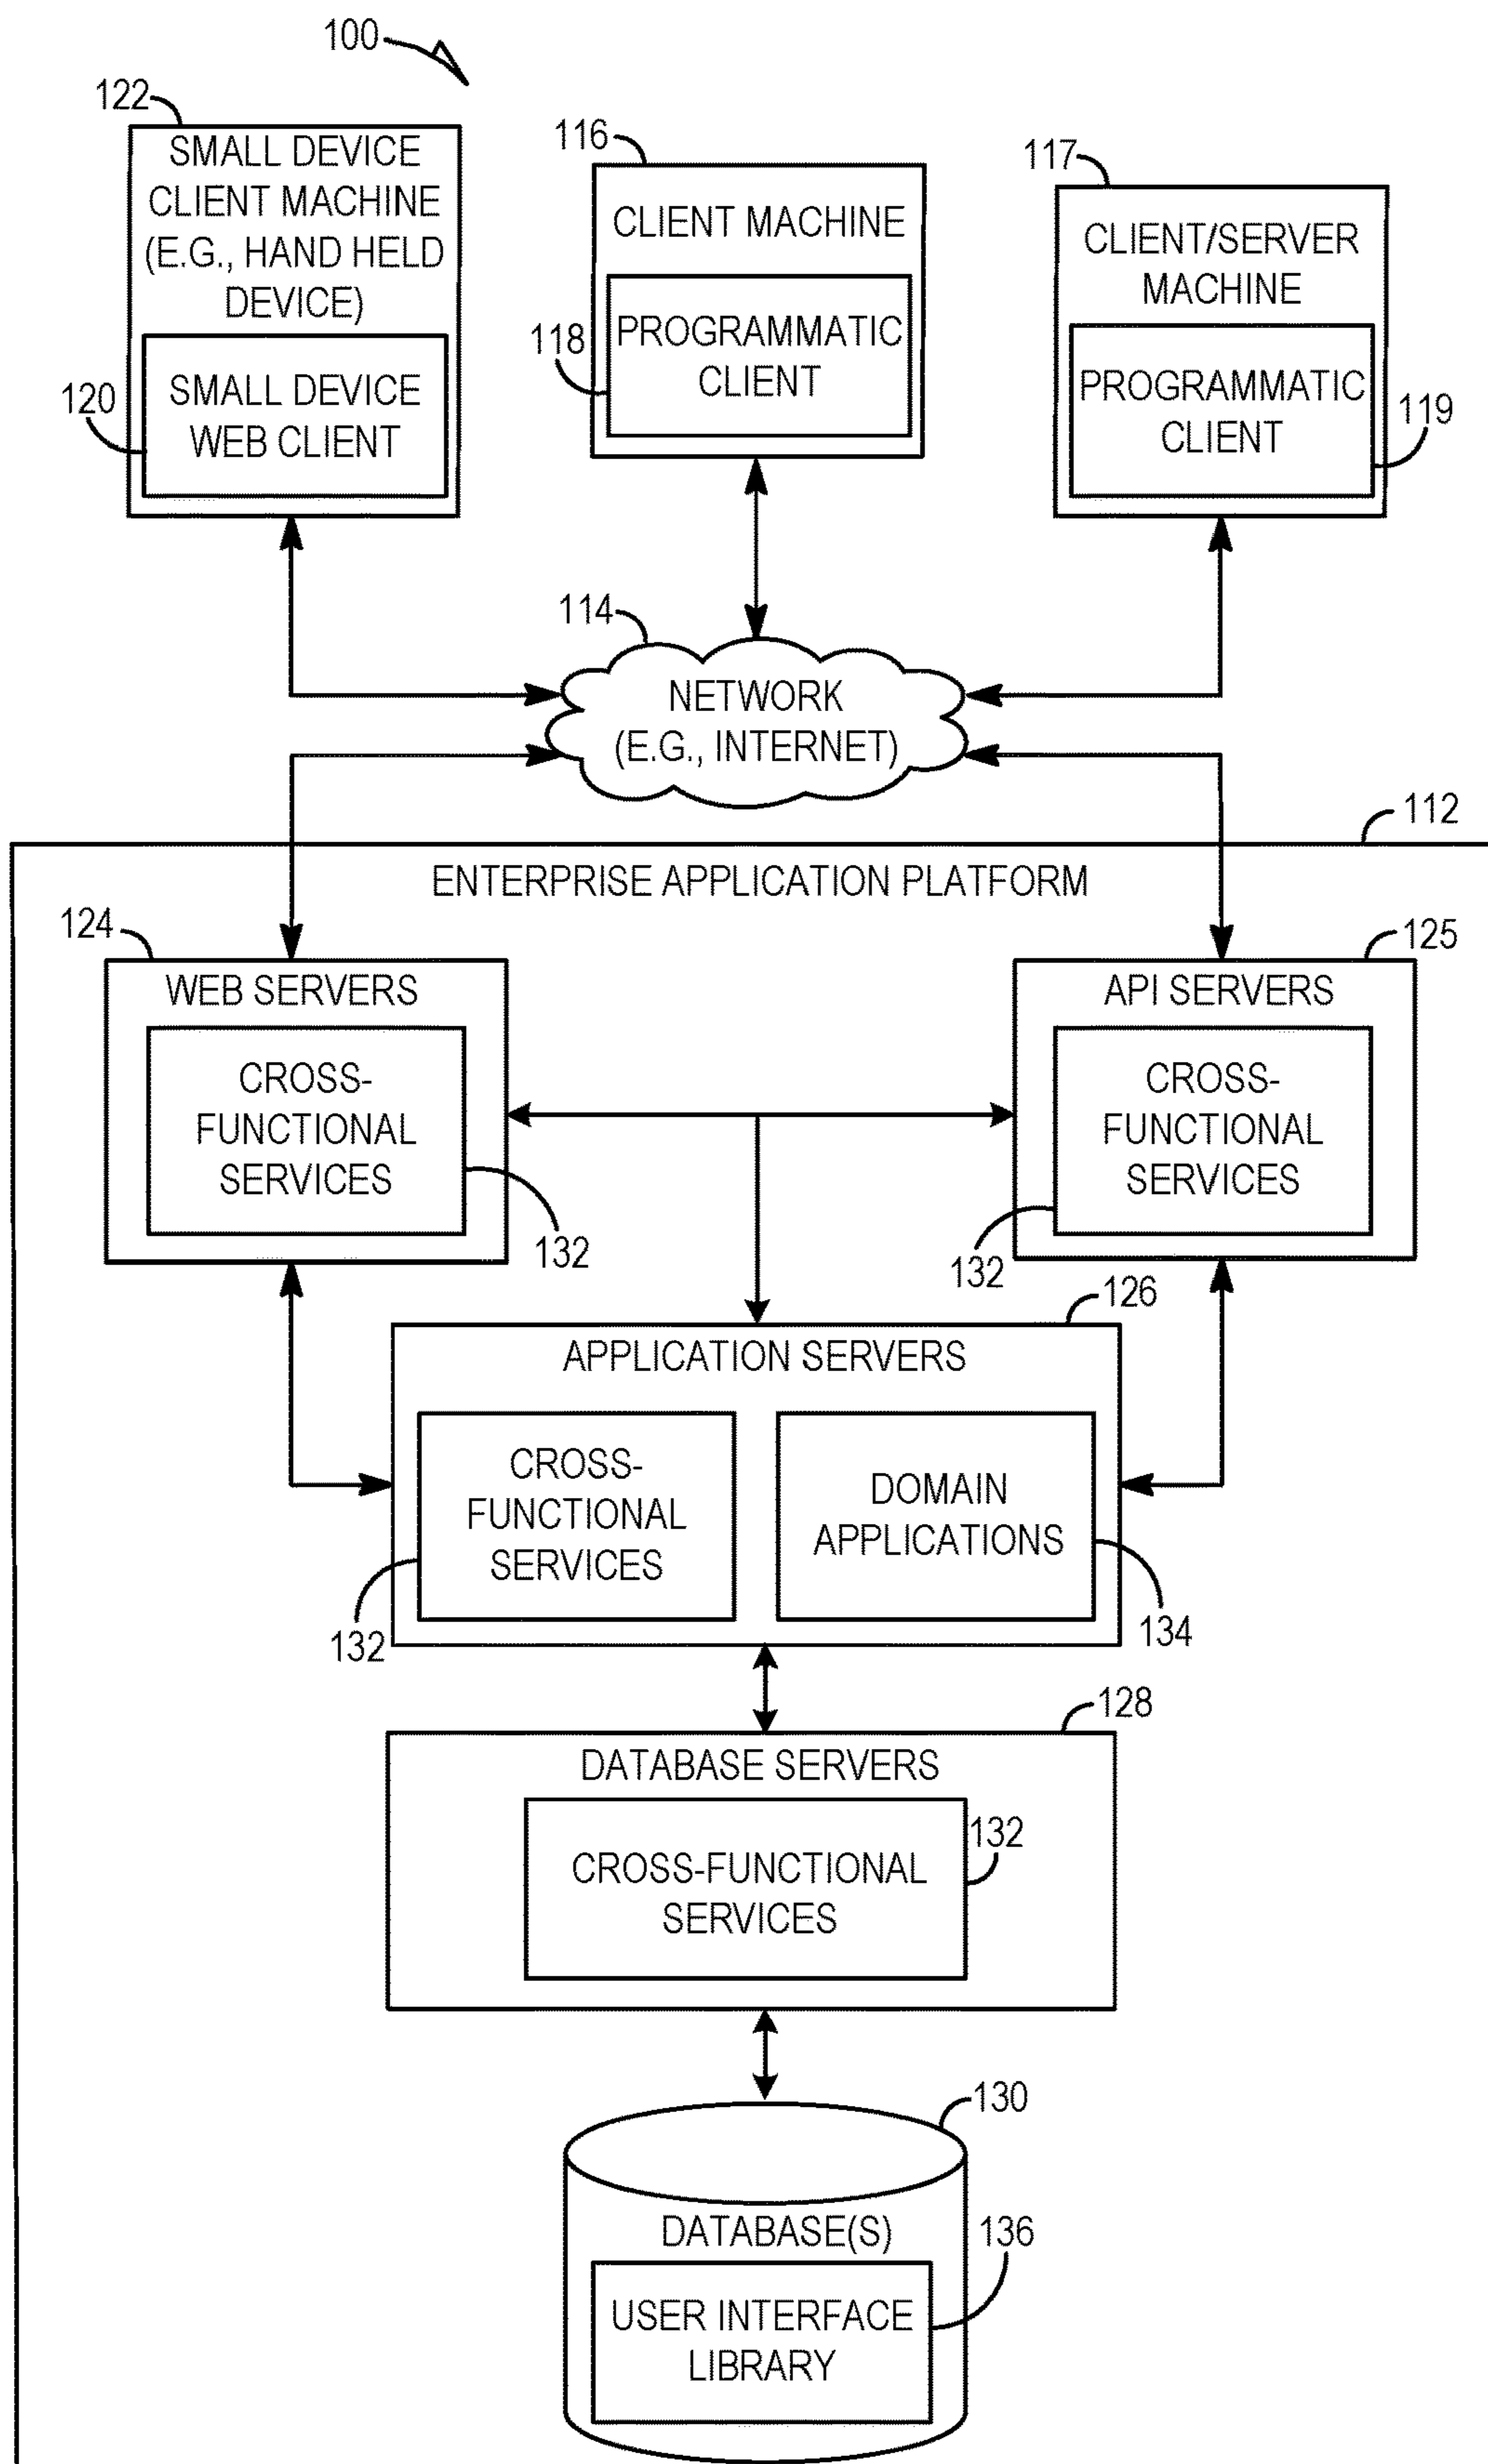 100
122
SMALL DEVICE
CLIENT MACHINE
(E.G., HAND HELD
DEVICE)
120
SMALL DEVICE
WEB CLIENT
116
CLIENT MACHINE
118
PROGRAMMATIC
CLIENT
117
CLIENT/SERVER
MACHINE
PROGRAMMATIC
CLIENT
119
114
NETWORK
(E.G., INTERNET)
112
ENTERPRISE APPLICATION PLATFORM
124
WEB SERVERS
CROSS-
FUNCTIONAL
SERVICES
132
125
API SERVERS
CROSS-
FUNCTIONAL
SERVICES
132
126
APPLICATION SERVERS
CROSS-
FUNCTIONAL
SERVICES
132
DOMAIN
APPLICATIONS
134
128
DATABASE SERVERS
132
CROSS-FUNCTIONAL
SERVICES
130
DATABASE(S)
136
USER INTERFACE
LIBRARY